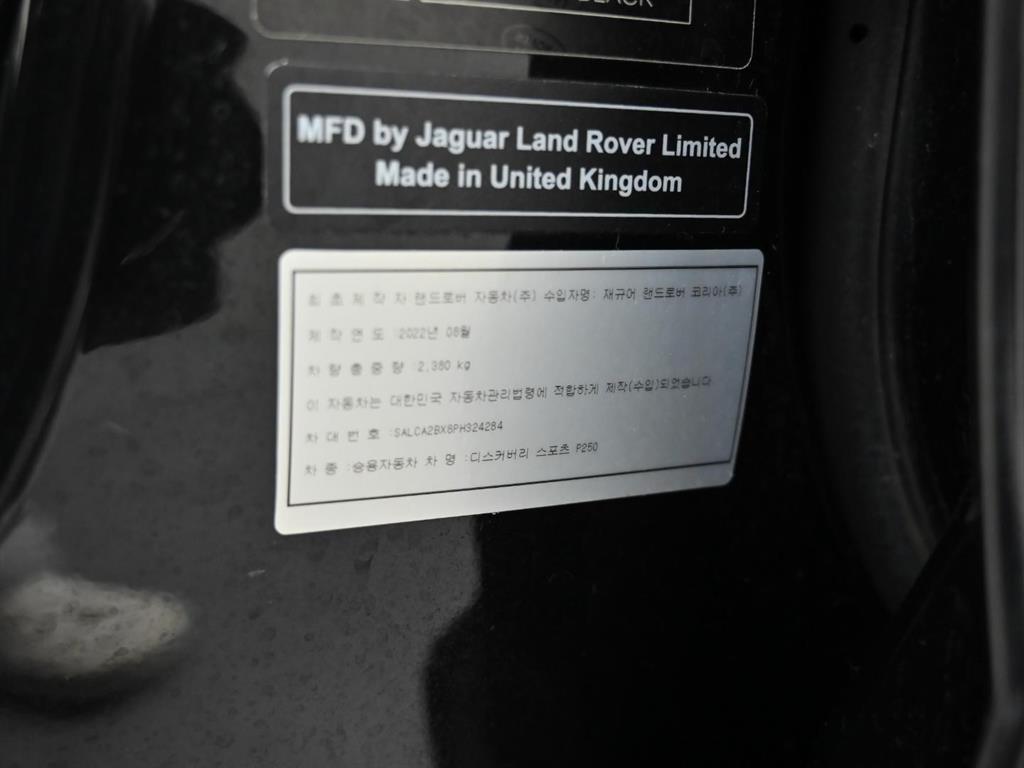 BLACK
MFD by Jaguar Land Rover Limited
Made in United Kingdom
최 초 제 작 자 랜드로버 자동차(주) 수입자명: 재규어 랜드로버 코리아(주)
제 작 연 도 :2022년 08월
차 량 총 중 량 :2,380 kg
이 자동차는 대한민국 자동차관리법령에 적합하게 제작(수입)되었습니다
차 대 번 호 :SALCA2BX8PH324284
차 종 :승용자동차 차 명 :디스커버리 스포츠 P250